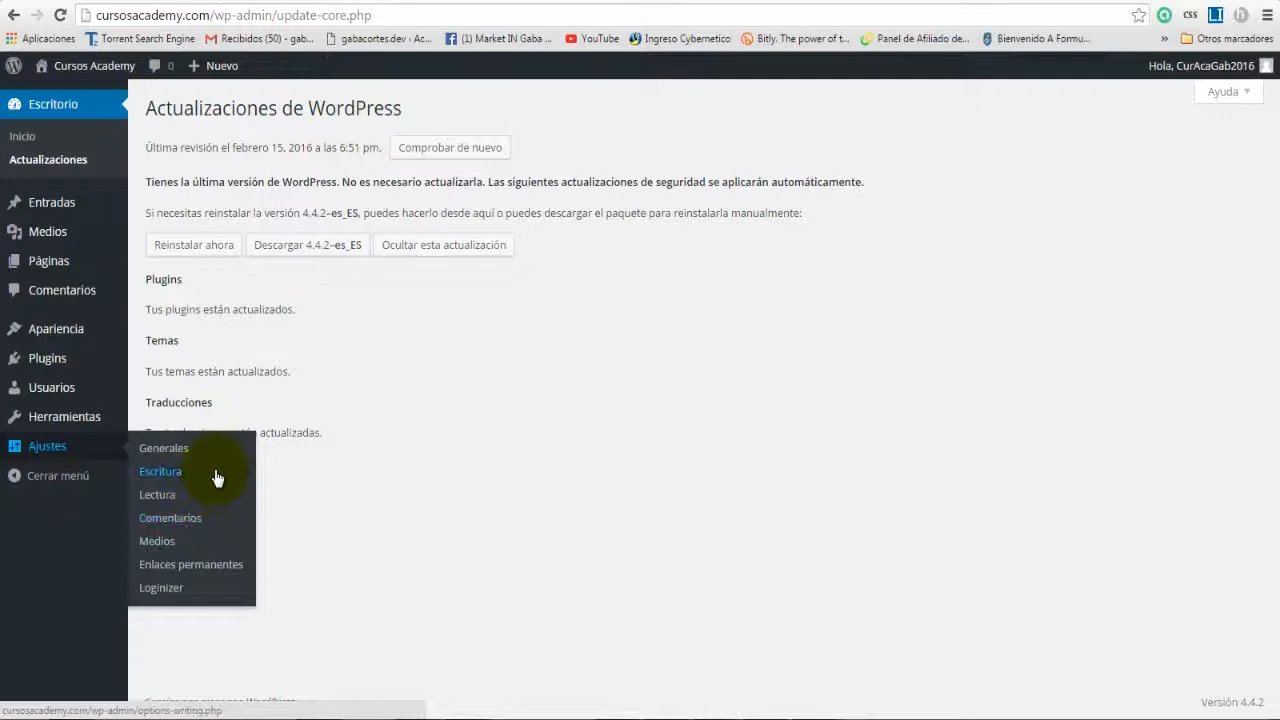 cursosacademy.com/wp-admin/update-core.php
CSS
Aplicaciones
Torrent Search Engine
Recibidos (50) - gab...
gabacortes.dev - Ac...
(1) Market IN Gaba ...
YouTube
Ingreso Cybernetico
Bitly. The power of t...
Panel de Afiliado de...
Bienvenido A Formu...
»
Otros marcadores
Cursos Academy
0
+ Nuevo
Hola, CurAcaGab2016
Escritorio
Inicio
Actualizaciones
Entradas
Medios
Páginas
Comentarios
Apariencia
Plugins
Usuarios
Herramientas
Ajustes
Cerrar menú
Generales
Escritura
Lectura
Comentarios
Medios
Enlaces permanentes
Loginizer
Ayuda
Actualizaciones de WordPress
Última revisión el febrero 15, 2016 a las 6:51 pm.
Comprobar de nuevo
Tienes la última versión de WordPress. No es necesario actualizarla. Las siguientes actualizaciones de seguridad se aplicarán automáticamente.
Si necesitas reinstalar la versión 4.4.2–es_ES, puedes hacerlo desde aquí o puedes descargar el paquete para reinstalarla manualmente:
Reinstalar ahora
Descargar 4.4.2–es_ES
Ocultar esta actualización
Plugins
Tus plugins están actualizados.
Temas
Tus temas están actualizados.
Traducciones
actualizadas.
WordPress
Versión 4.4.2
cursosacademy.com/wp-admin/options-writing.php